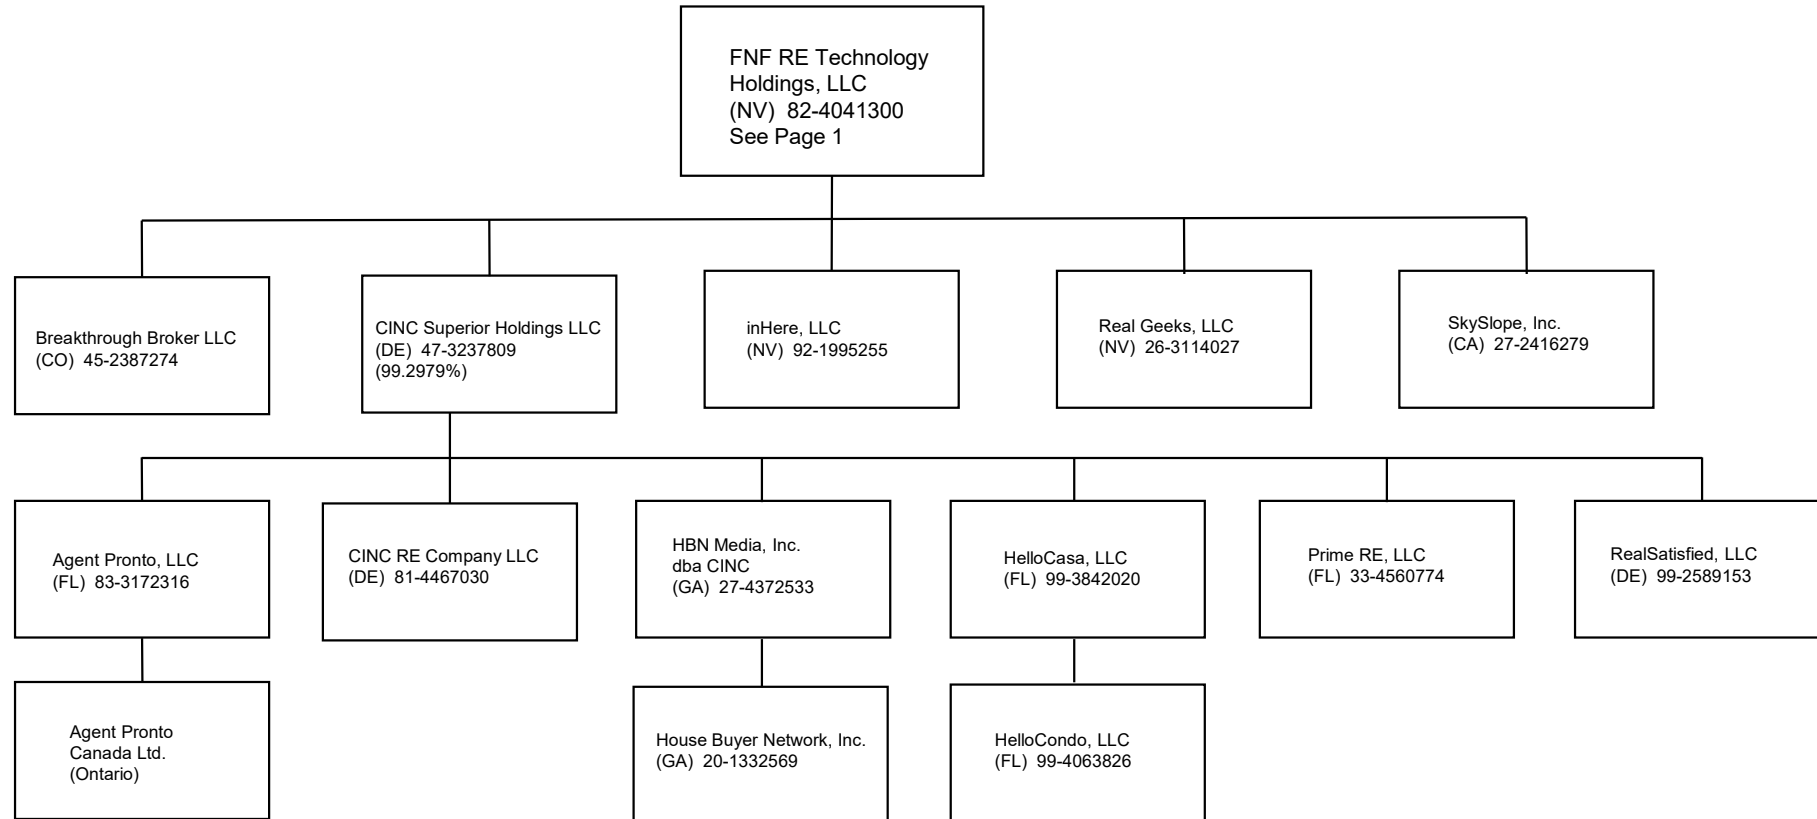 FNF RE Technology
Holdings, LLC
(NV) 82-4041300
See Page 1
Breakthrough Broker LLC
(CO) 45-2387274
CINC Superior Holdings LLC
(DE) 47-3237809
(99.2979%)
inHere, LLC
(NV) 92-1995255
Real Geeks, LLC
(NV) 26-3114027
SkySlope, Inc.
(CA) 27-2416279
Agent Pronto, LLC
(FL) 83-3172316
CINC RE Company LLC
(DE) 81-4467030
HBN Media, Inc.
dba CINC
(GA) 27-4372533
HelloCasa, LLC
(FL) 99-3842020
Prime RE, LLC
(FL) 33-4560774
RealSatisfied, LLC
(DE) 99-2589153
Agent Pronto
Canada Ltd.
(Ontario)
House Buyer Network, Inc.
(GA) 20-1332569
HelloCondo, LLC
(FL) 99-4063826